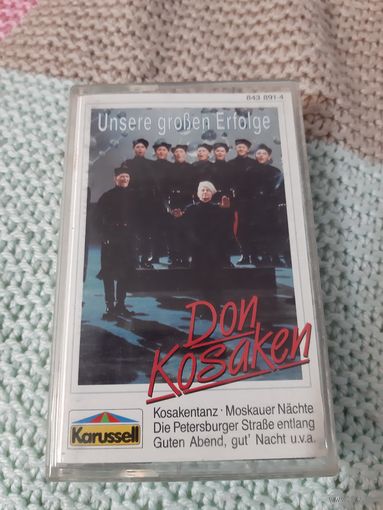 843 891-4
Unsere großen Erfolge
Don
Kosaken
Karussell
Kosakentanz · Moskauer Nächte
Die Petersburger Straße entlang
Guten Abend, gut' Nacht u.v.a.